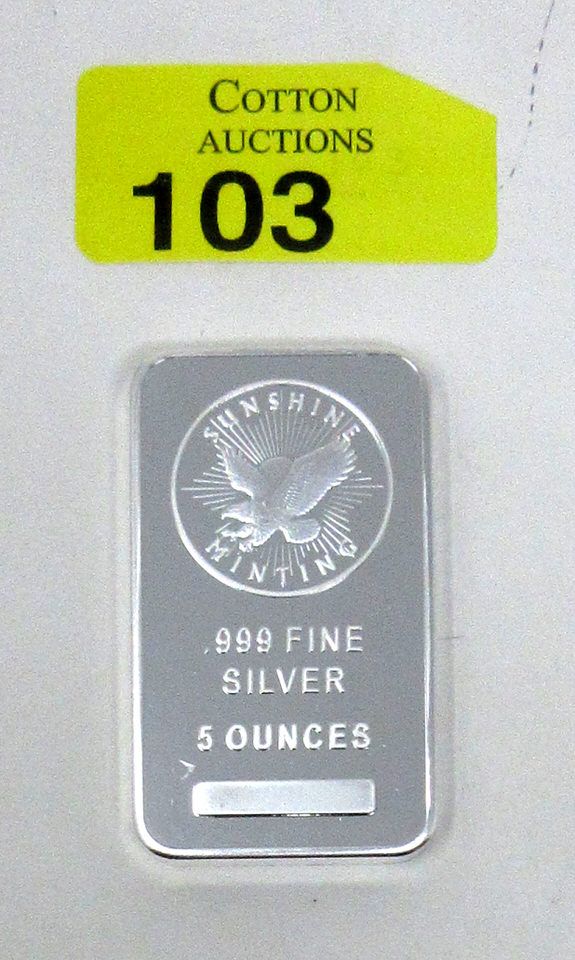 COTTON
AUCTIONS
103
SUNSHINE
MINTING
.999 FINE
SILVER
5 OUNCES